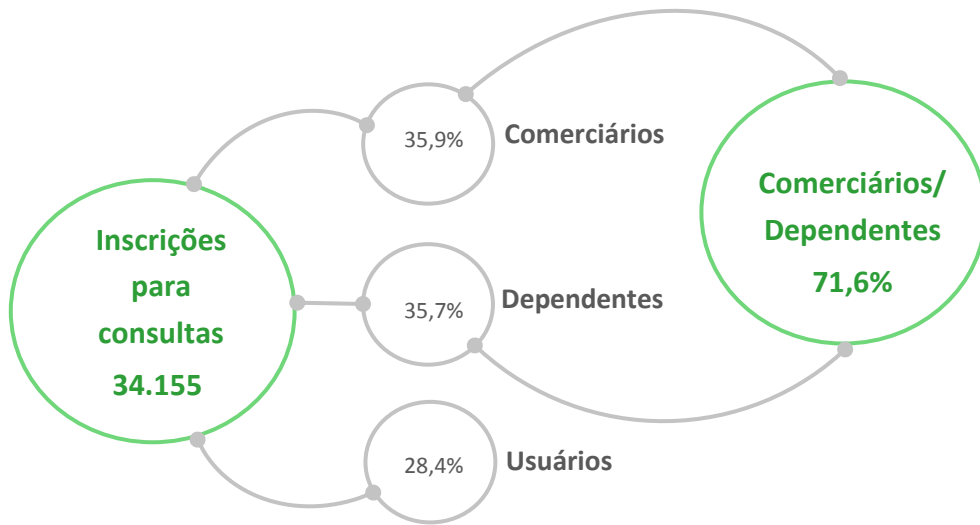 Inscrições
para
consultas
34.155
35,9%
Comerciários
35,7%
Dependentes
28,4%
Usuários
Comerciários/
Dependentes
71,6%